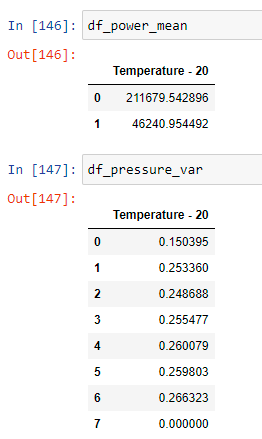 In [146]: df_power_mean
Out[146]:
Temperature - 20
0 211679.542896
1 46240.954492
In [147]: df_pressure_var
Out[147]:
Temperature - 20
0 0.150395
1 0.253360
2 0.248688
3 0.255477
4 0.260079
5 0.259803
6 0.266323
7 0.000000